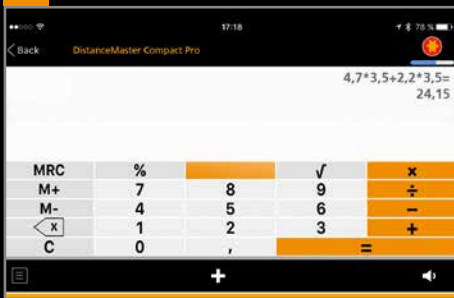 17:18
78 %
Back DistanceMaster Compact Pro
4,7*3,5+2,2*3,5=
24,15
MRC % √ ×
M+ 7 8 9 ÷
M- 4 5 6 −
x 1 2 3 +
C 0 , =
+